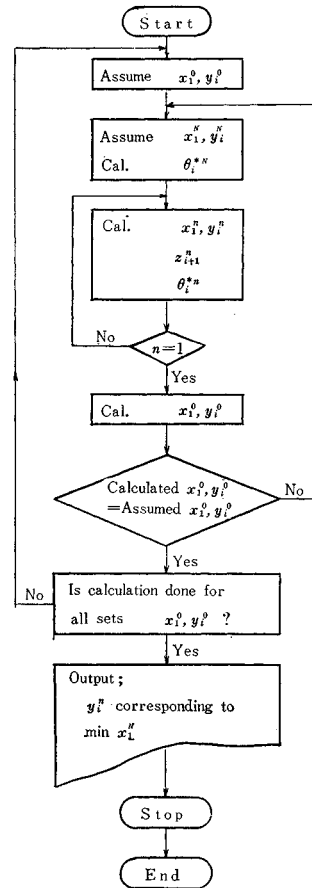 Start
Assume x₁⁰, yᵢ⁰
Assume x₁ᴺ, yᵢᴺ
Cal. θᵢ*ᴺ
Cal. x₁ⁿ, yᵢⁿ
zᵢ₊₁ⁿ
θᵢ*ⁿ
No
n=1
Yes
Cal. x₁⁰, yᵢ⁰
Calculated x₁⁰, yᵢ⁰
=Assumed x₁⁰, yᵢ⁰
No
Yes
No
Is calculation done for
all sets x₁⁰, yᵢ⁰ ?
Yes
Output;
yᵢⁿ corresponding to
min x₁ᴺ
Stop
End